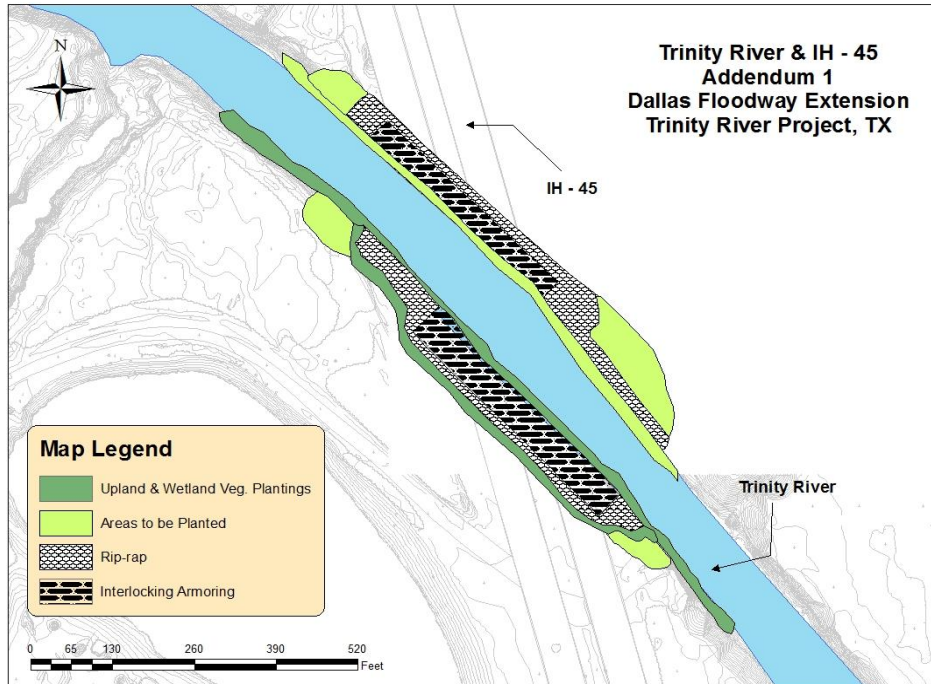 N
Trinity River & IH - 45
Addendum 1
Dallas Floodway Extension
Trinity River Project, TX
IH - 45
Trinity River
Map Legend
Upland & Wetland Veg. Plantings
Areas to be Planted
Rip-rap
Interlocking Armoring
0 65 130 260 390 520
Feet